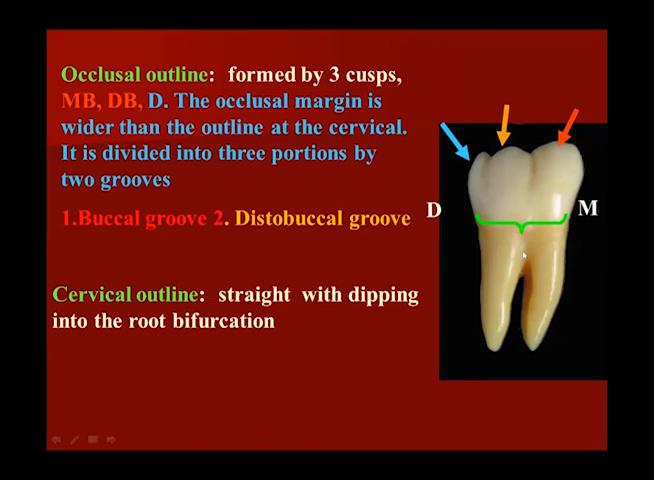 Occlusal outline: formed by 3 cusps,
MB, DB, D. The occlusal margin is
wider than the outline at the cervical.
It is divided into three portions by
two grooves
1.Buccal groove 2. Distobuccal groove
D
M
Cervical outline: straight with dipping
into the root bifurcation